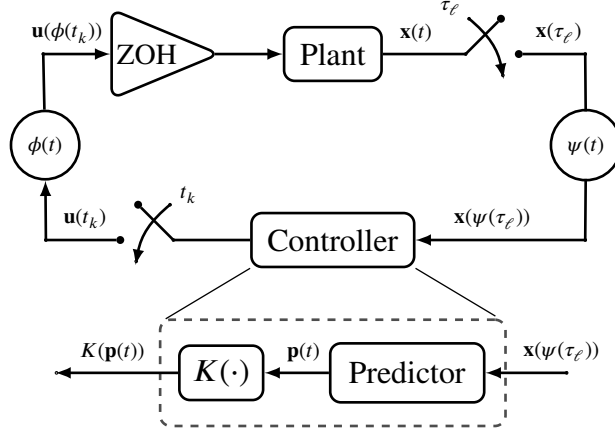 u(ϕ(t_k))
ZOH
Plant
x(t)
τ_ℓ
x(τ_ℓ)
ϕ(t)
ψ(t)
u(t_k)
t_k
Controller
x(ψ(τ_ℓ))
K(p(t))
K(·)
p(t)
Predictor
x(ψ(τ_ℓ))